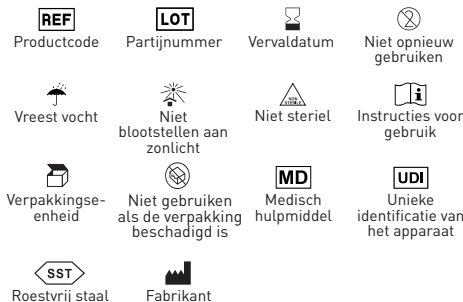 REF
LOT
Productcode
Partijnummer
Vervaldatum
Niet opnieuw
gebruiken
NON
STERILE
Vreest vocht
Niet
blootstellen aan
zonlicht
Niet steriel
Instructies voor
gebruik
MD
UDI
Verpakkingse-
enheid
Niet gebruiken
als de verpakking
beschadigd is
Medisch
hulpmiddel
Unieke
identificatie van
het apparaat
SST
Roestvrij staal
Fabrikant